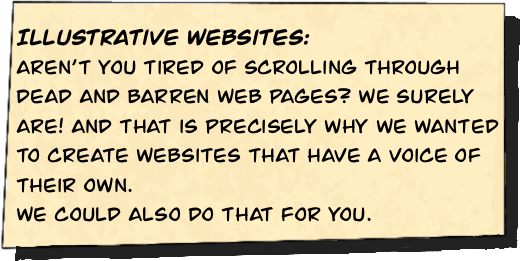 ILLUSTRATIVE WEBSITES:
AREN'T YOU TIRED OF SCROLLING THROUGH
DEAD AND BARREN WEB PAGES? WE SURELY
ARE! AND THAT IS PRECISELY WHY WE WANTED
TO CREATE WEBSITES THAT HAVE A VOICE OF
THEIR OWN.
WE COULD ALSO DO THAT FOR YOU.